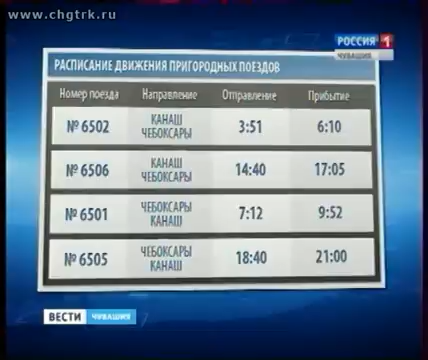 www.chgtrk.ru
РОССИЯ 1
ЧУВАШИЯ
РАСПИСАНИЕ ДВИЖЕНИЯ ПРИГОРОДНЫХ ПОЕЗДОВ
Номер поезда Направление Отправление Прибытие
№ 6502 КАНАШ ЧЕБОКСАРЫ 3:51 6:10
№ 6506 КАНАШ ЧЕБОКСАРЫ 14:40 17:05
№ 6501 ЧЕБОКСАРЫ КАНАШ 7:12 9:52
№ 6505 ЧЕБОКСАРЫ КАНАШ 18:40 21:00
ВЕСТИ ЧУВАШИЯ